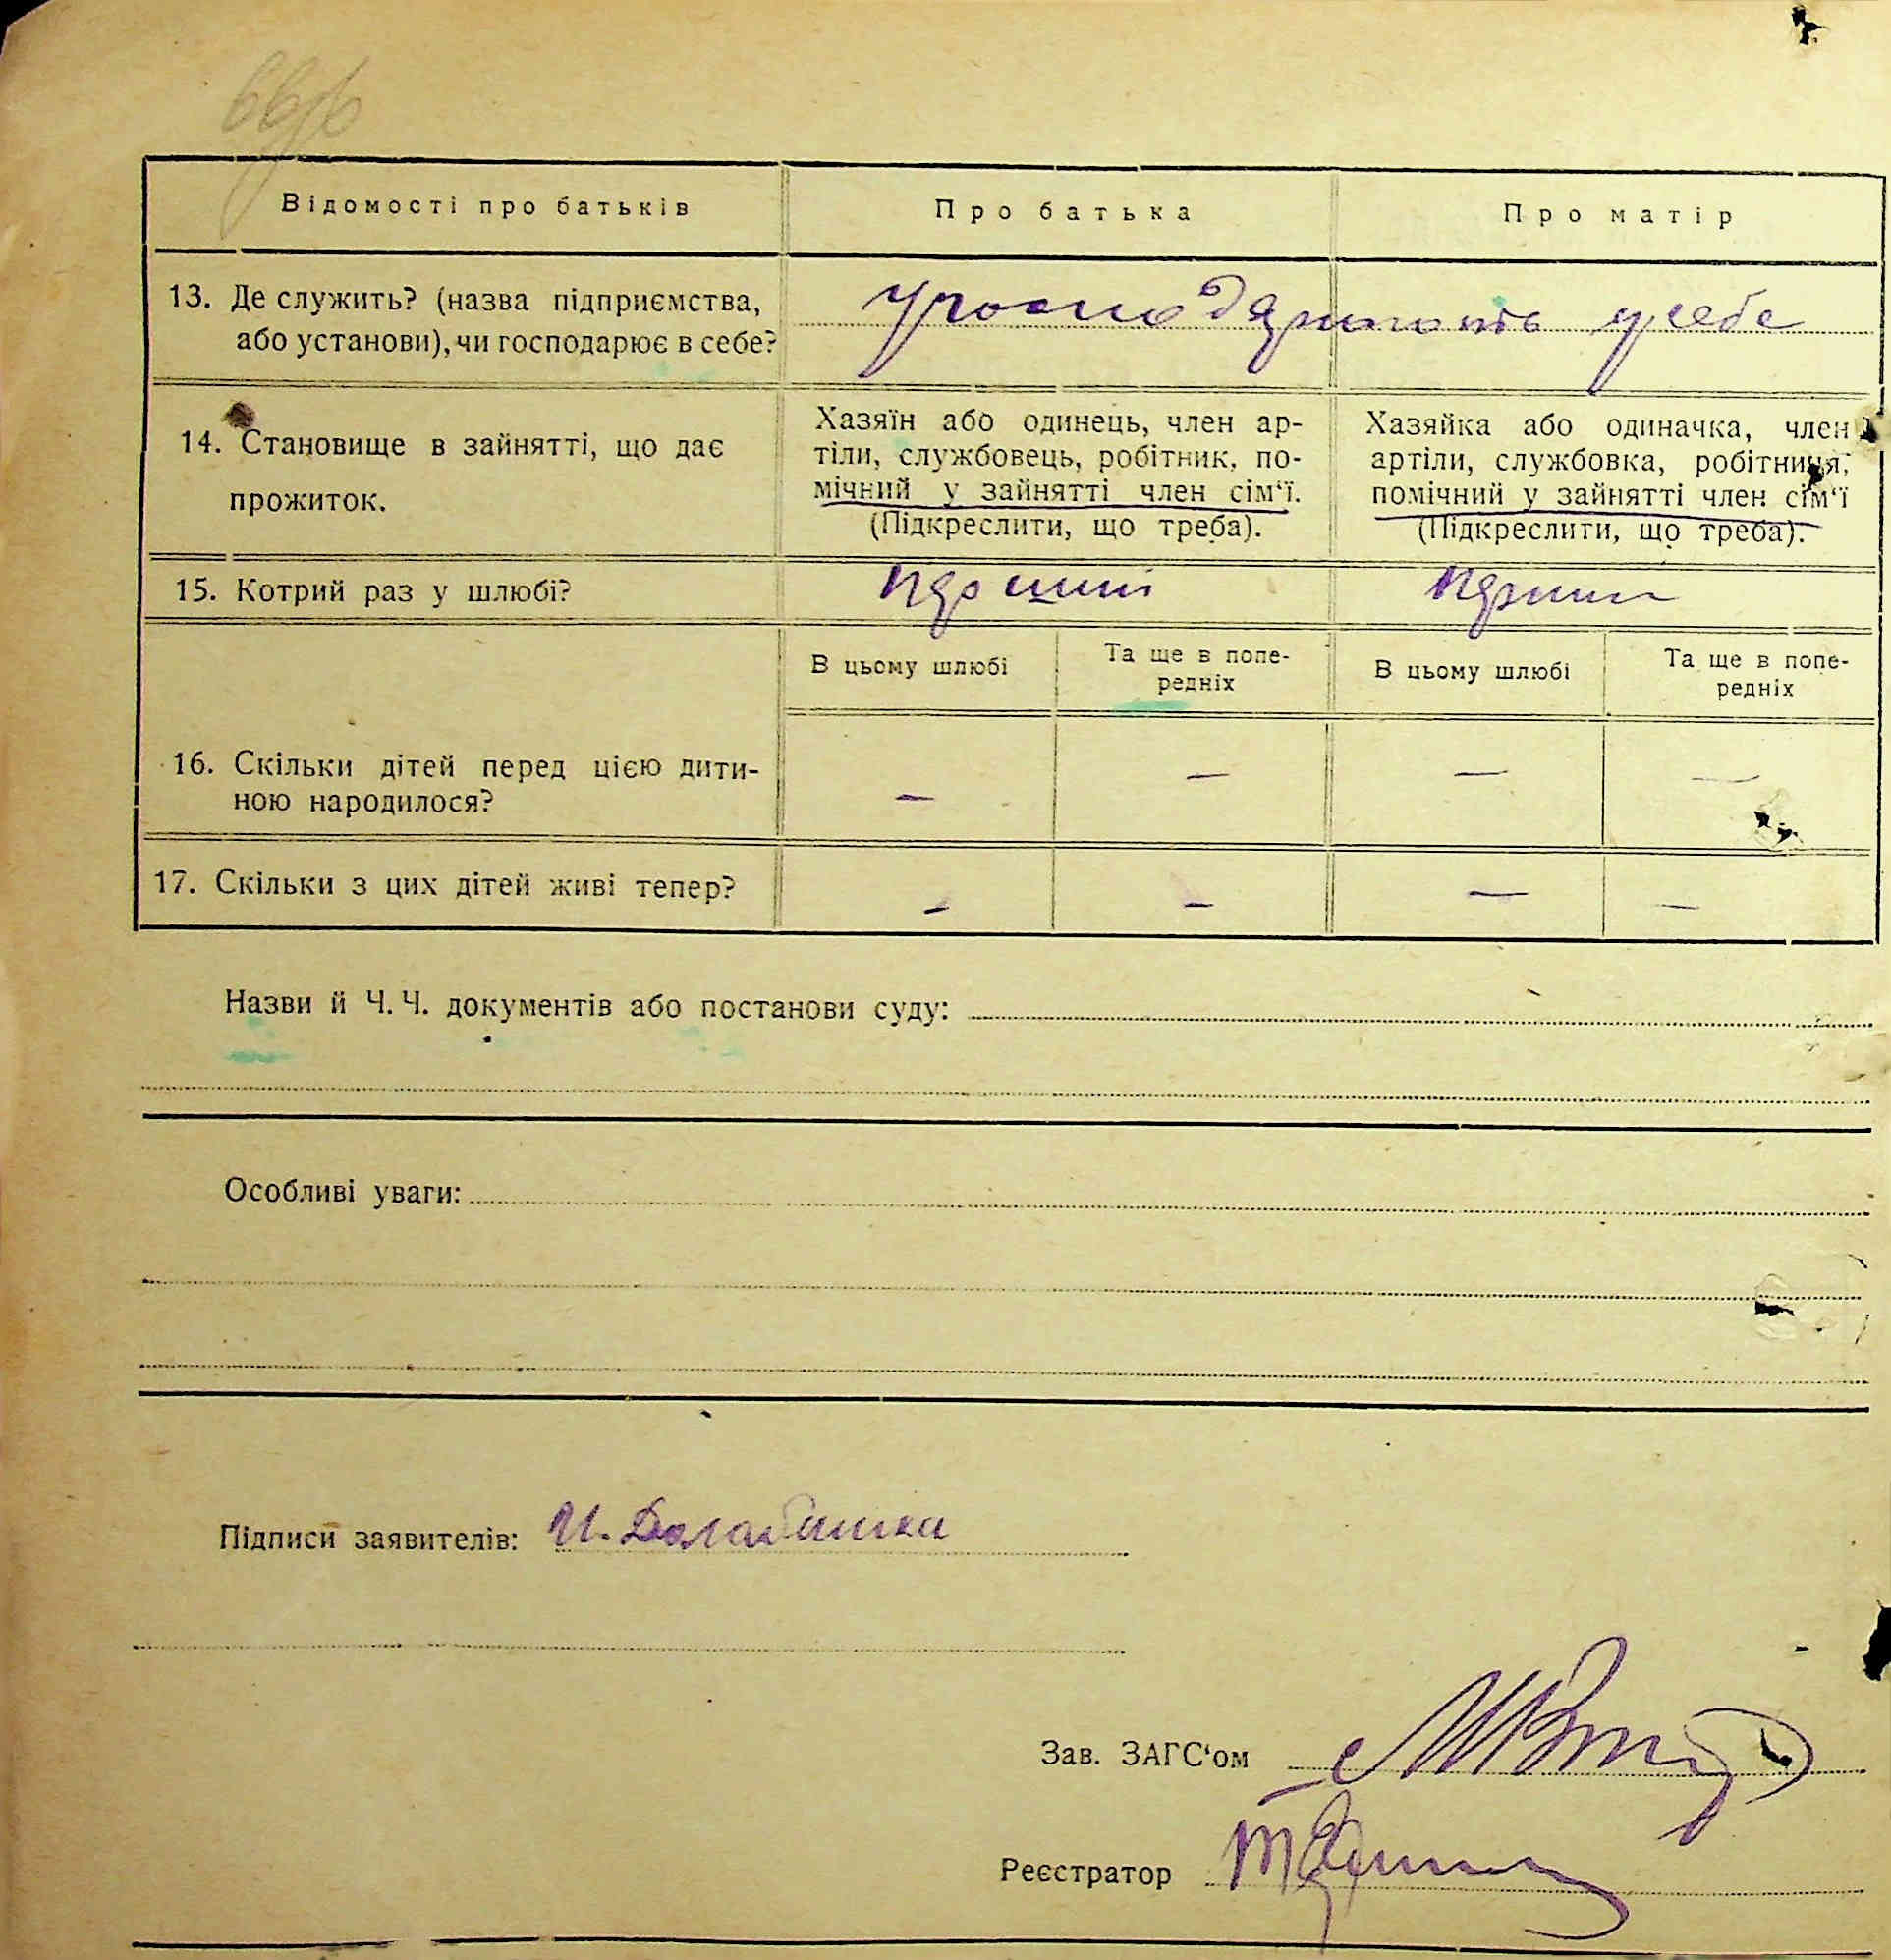 Відомості про батьків
Про батька
Про матір
13. Де служить? (назва підприємства,
або установи), чи господарює в себе?
у себе
14. Становище в зайнятті, що дає
прожиток.
Хазяїн або одинець, член ар-
тіли, службовець, робітник, по-
мічний у зайнятті член сім‘ї.
(Підкреслити, що треба).
Хазяйка або одиначка, член
артіли, службовка, робітниця,
помічний у зайнятті член сім‘ї
(Підкреслити, що треба).
15. Котрий раз у шлюбі?
В цьому шлюбі
Та ще в попе-
редніх
В цьому шлюбі
Та ще в попе-
редніх
16. Скільки дітей перед цією дити-
ною народилося?
— — — —
17. Скільки з цих дітей живі тепер?
— — — —
Назви й Ч. Ч. документів або постанови суду:
Особливі уваги:
Підписи заявителів:
Зав. ЗАГС‘ом
Реєстратор